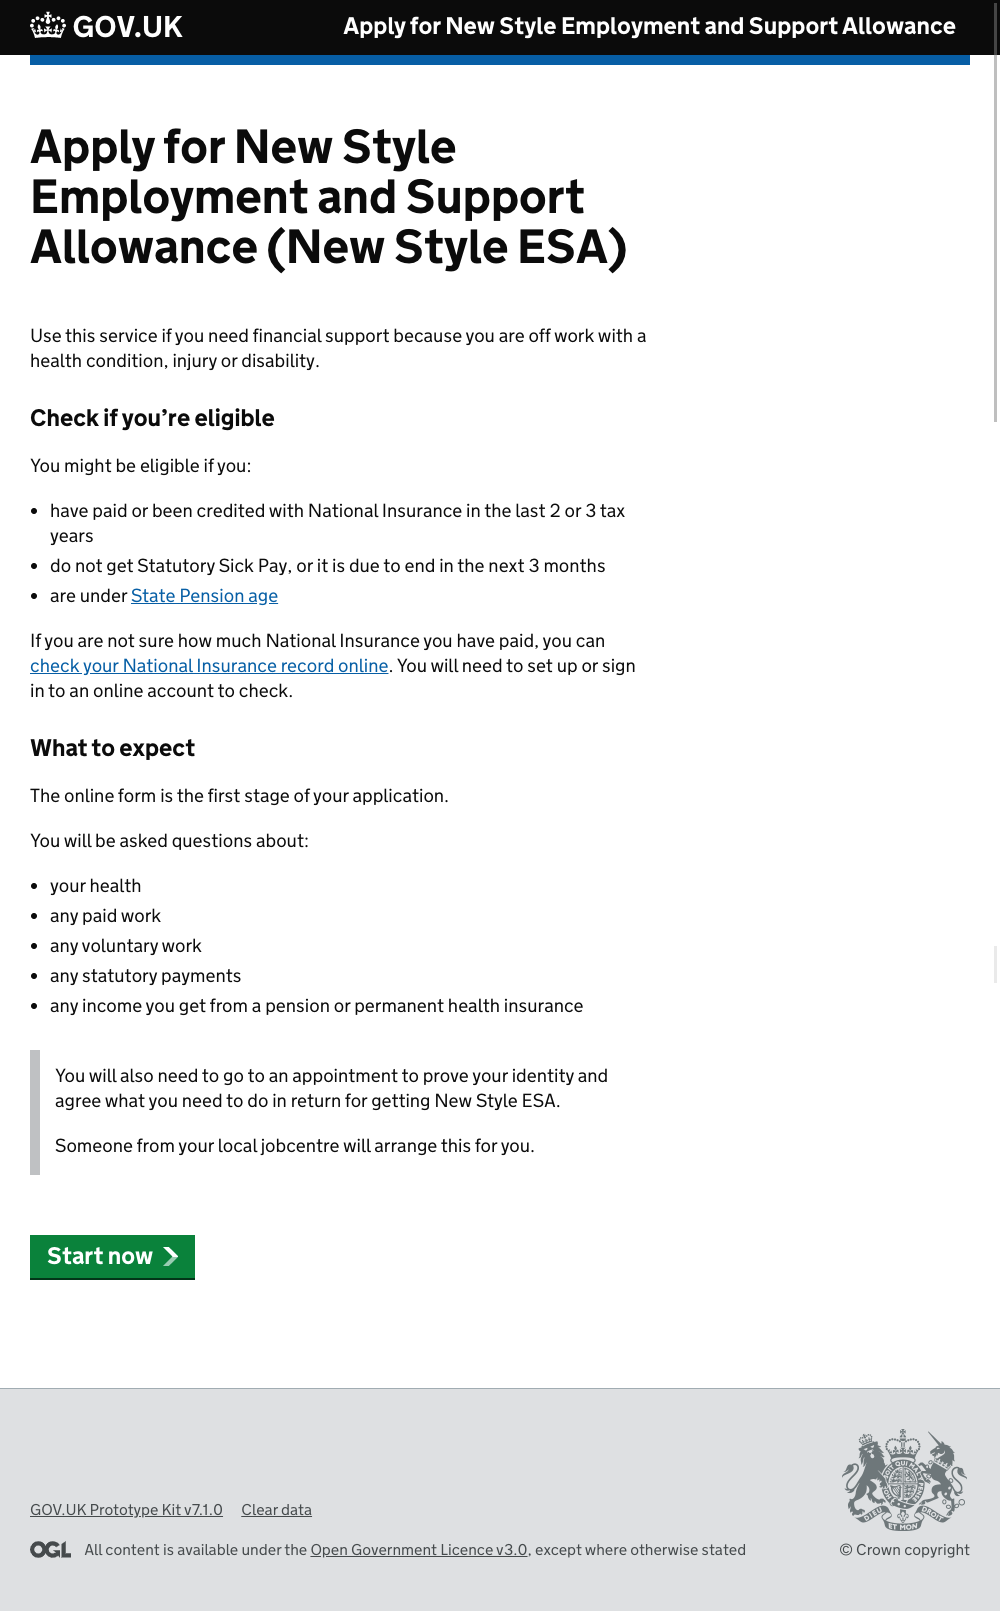 GOV.UK
Apply for New Style Employment and Support Allowance
Apply for New Style
Employment and Support
Allowance (New Style ESA)
Use this service if you need financial support because you are off work with a
health condition, injury or disability.
Check if you’re eligible
You might be eligible if you:
• have paid or been credited with National Insurance in the last 2 or 3 tax
years
• do not get Statutory Sick Pay, or it is due to end in the next 3 months
• are under State Pension age
If you are not sure how much National Insurance you have paid, you can
check your National Insurance record online. You will need to set up or sign
in to an online account to check.
What to expect
The online form is the first stage of your application.
You will be asked questions about:
• your health
• any paid work
• any voluntary work
• any statutory payments
• any income you get from a pension or permanent health insurance
You will also need to go to an appointment to prove your identity and
agree what you need to do in return for getting New Style ESA.
Someone from your local jobcentre will arrange this for you.
Start now
GOV.UK Prototype Kit v7.1.0 Clear data
OGL All content is available under the Open Government Licence v3.0, except where otherwise stated
DIEU ET MON DROIT
© Crown copyright